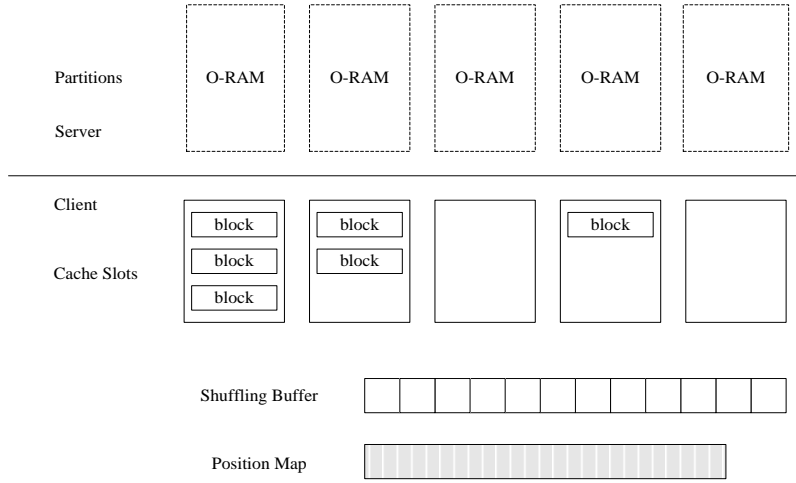 Partitions O-RAM O-RAM O-RAM O-RAM O-RAM
Server
Client
block block block
Cache Slots block block
block
Shuffling Buffer
Position Map